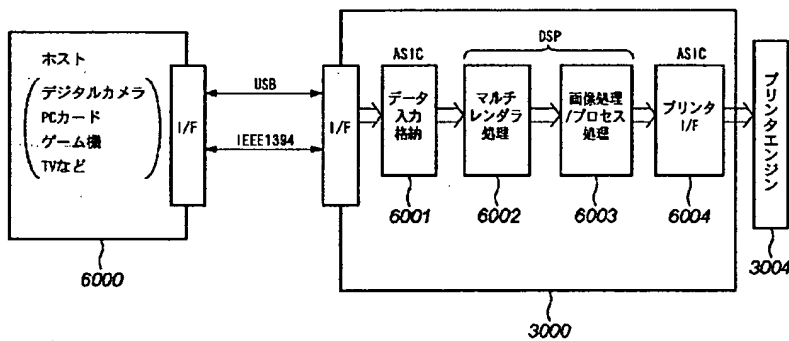 ホスト
デジタルカメラ
PCカード
ゲーム機
TVなど
I/F
USB
IEEE1394
I/F
DSP
ASIC
データ
入力
格納
マルチ
レンダラ
処理
画像処理
/プロセス
処理
ASIC
プリンタ
I/F
プリンタエンジン
6001
6002
6003
6004
6000
3000
3004